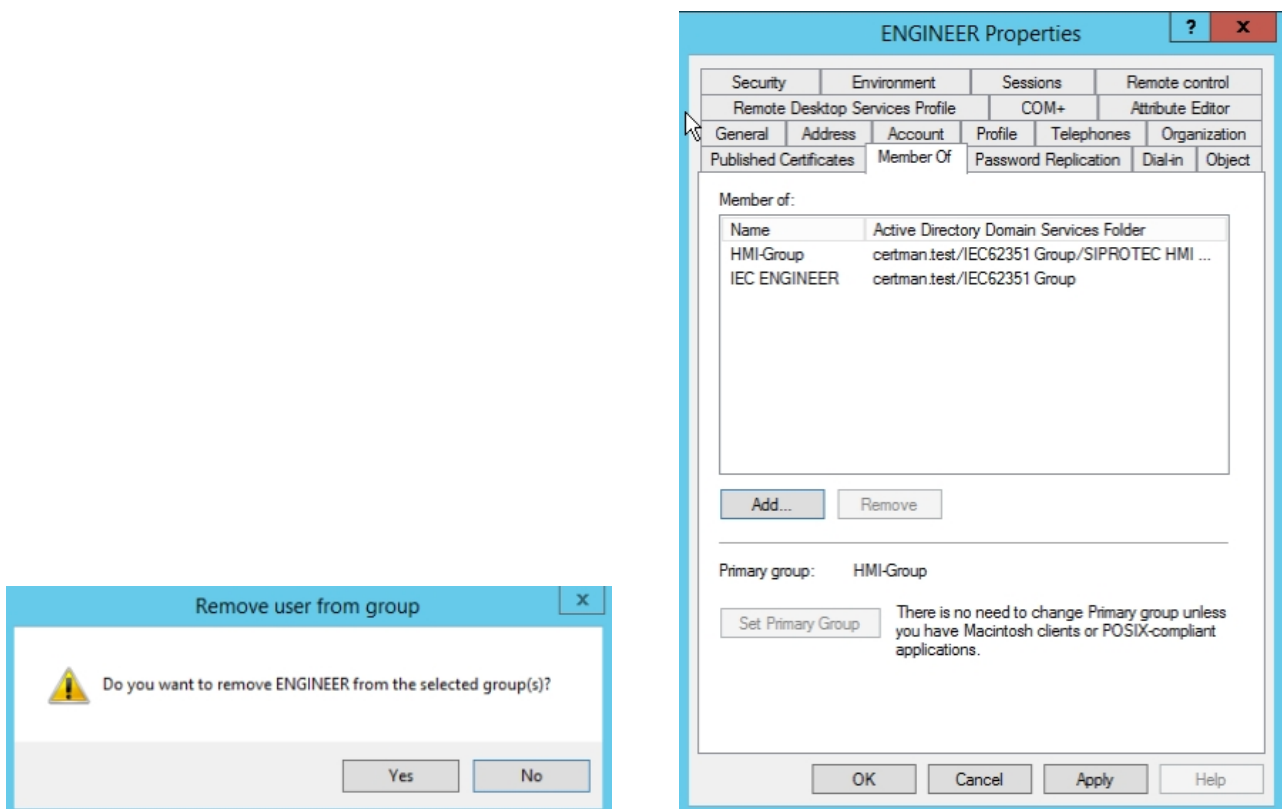 ENGINEER Properties
?
x
Security Environment Sessions Remote control
Remote Desktop Services Profile COM+ Attribute Editor
General Address Account Profile Telephones Organization
Published Certificates Member Of Password Replication Dial-in Object
Member of:
Name Active Directory Domain Services Folder
HMI-Group certman.test/IEC62351 Group/SIPROTEC HMI ...
IEC ENGINEER certman.test/IEC62351 Group
Add... Remove
Primary group: HMI-Group
Set Primary Group
There is no need to change Primary group unless
you have Macintosh clients or POSIX-compliant
applications.
OK Cancel Apply Help
Remove user from group
x
Do you want to remove ENGINEER from the selected group(s)?
Yes No